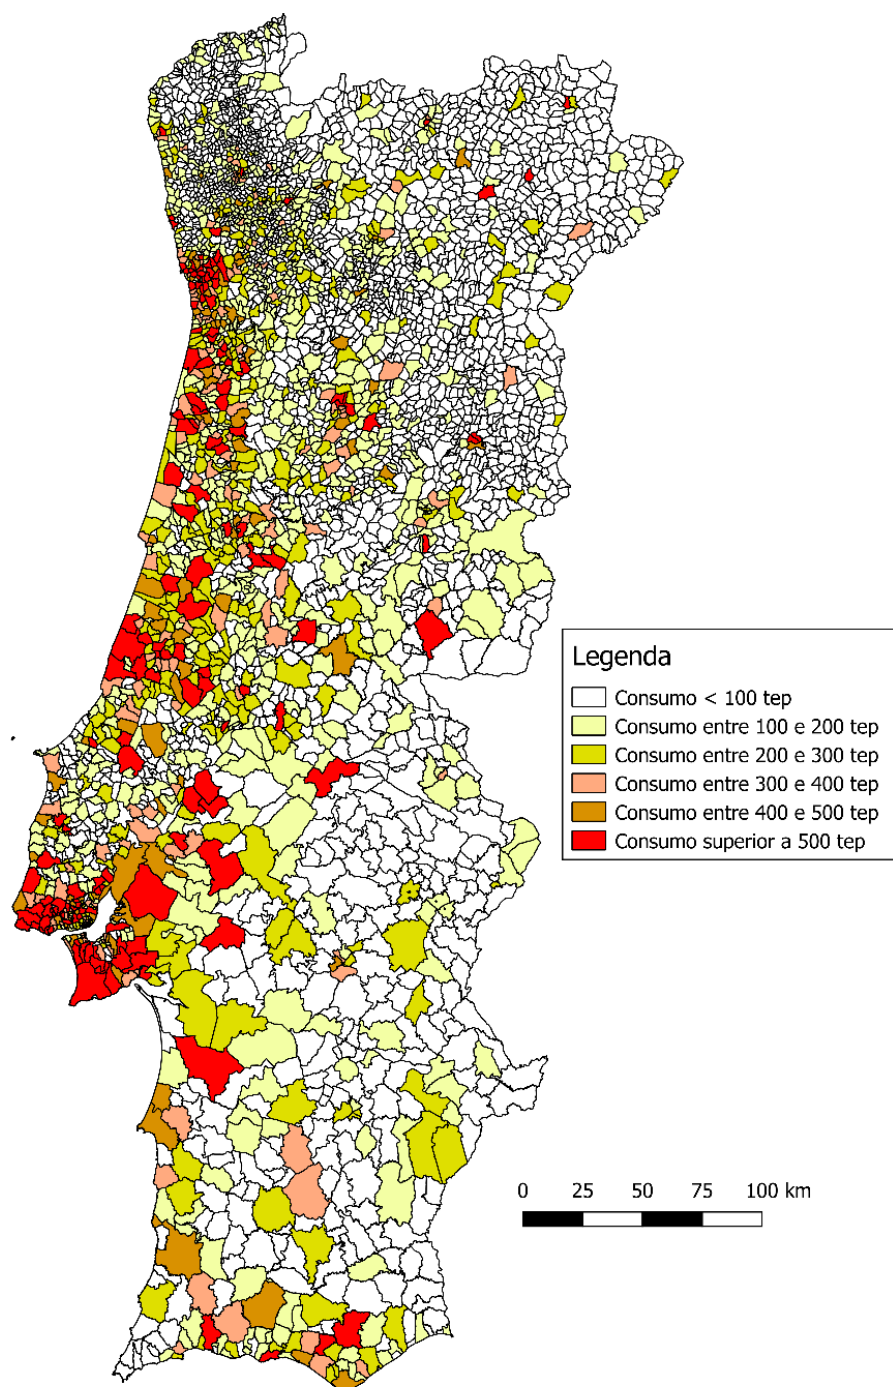 Legenda
Consumo < 100 tep
Consumo entre 100 e 200 tep
Consumo entre 200 e 300 tep
Consumo entre 300 e 400 tep
Consumo entre 400 e 500 tep
Consumo superior a 500 tep
0 25 50 75 100 km